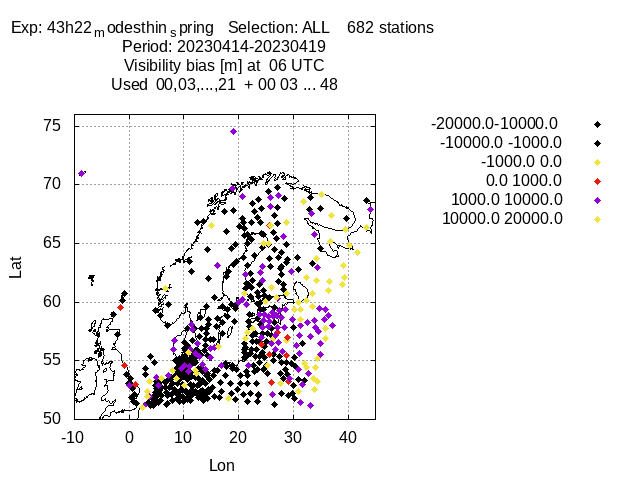 Exp: 43h22modesthinspring   Selection: ALL    682 stations
Period: 20230414-20230419
Visibility bias [m] at  06 UTC
Used  00,03,...,21  + 00 03 ... 48
-20000.0-10000.0
-10000.0 -1000.0
-1000.0 0.0
0.0 1000.0
1000.0 10000.0
10000.0 20000.0
75
70
65
60
55
50
Lat
-10 0 10 20 30 40
Lon